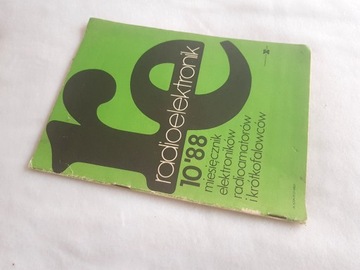 re
radioelektronik
10'88
miesięcznik
elektroników
radioamatorów
i krótkofalowców